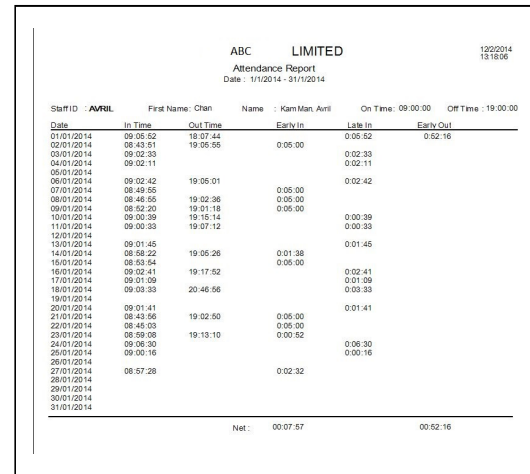 ABC LIMITED
12/2/2014
13:18:06
Attendance Report
Date : 1/1/2014 - 31/1/2014
Staff ID : AVRIL First Name: Chan Name : Kam Man, Avril On Time: 09:00:00 Off Time : 19:00:00
Date In Time Out Time Early In Late In Early Out
01/01/2014 09:05:52 18:07:44 0:05:52 0:52:16
02/01/2014 08:43:51 19:05:55 0:05:00
03/01/2014 09:02:33 0:02:33
04/01/2014 09:02:11 0:02:11
05/01/2014
06/01/2014 09:02:42 19:05:01 0:02:42
07/01/2014 08:49:55 0:05:00
08/01/2014 08:46:55 19:02:36 0:05:00
09/01/2014 08:52:20 19:01:18 0:05:00
10/01/2014 09:00:39 19:15:14 0:00:39
11/01/2014 09:00:33 19:07:12 0:00:33
12/01/2014
13/01/2014 09:01:45 0:01:45
14/01/2014 08:58:22 19:05:26 0:01:38
15/01/2014 08:53:54 0:05:00
16/01/2014 09:02:41 19:17:52 0:02:41
17/01/2014 09:01:09 0:01:09
18/01/2014 09:03:33 20:46:56 0:03:33
19/01/2014
20/01/2014 09:01:41 0:01:41
21/01/2014 08:43:56 19:02:50 0:05:00
22/01/2014 08:45:03 0:05:00
23/01/2014 08:59:08 19:13:10 0:00:52
24/01/2014 09:06:30 0:06:30
25/01/2014 09:00:16 0:00:16
26/01/2014
27/01/2014 08:57:28 0:02:32
28/01/2014
29/01/2014
30/01/2014
31/01/2014
Net : 00:07:57 00:52:16